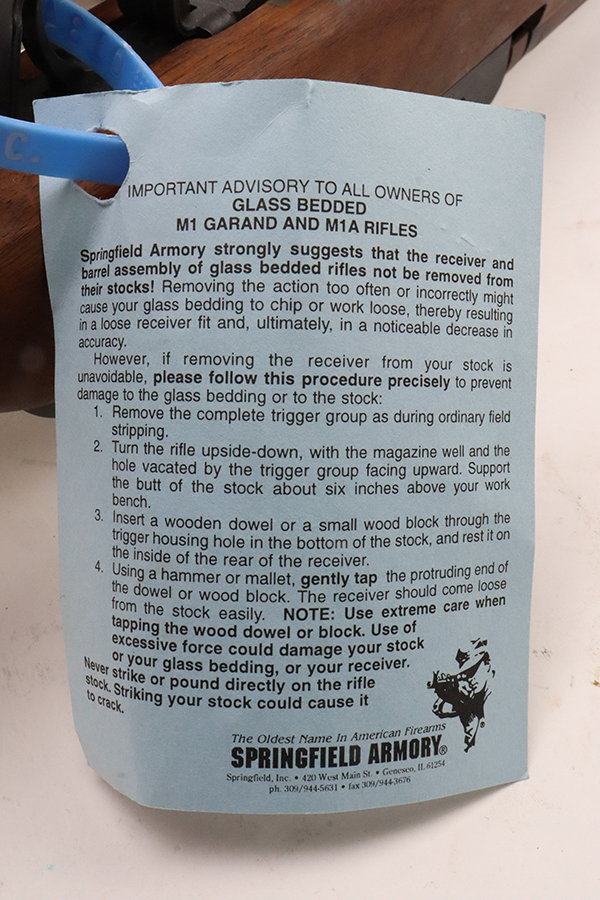 C.
IMPORTANT ADVISORY TO ALL OWNERS OF
GLASS BEDDED
M1 GARAND AND M1A RIFLES
Springfield Armory strongly suggests that the receiver and
barrel assembly of glass bedded rifles not be removed from
their stocks! Removing the action too often or incorrectly might
cause your glass bedding to chip or work loose, thereby resulting
in a loose receiver fit and, ultimately, in a noticeable decrease in
accuracy.
However, if removing the receiver from your stock is
unavoidable, please follow this procedure precisely to prevent
damage to the glass bedding or to the stock:
1. Remove the complete trigger group as during ordinary field
stripping.
2. Turn the rifle upside-down, with the magazine well and the
hole vacated by the trigger group facing upward. Support
the butt of the stock about six inches above your work
bench.
3. Insert a wooden dowel or a small wood block through the
trigger housing hole in the bottom of the stock, and rest it on
the inside of the rear of the receiver.
4. Using a hammer or mallet, gently tap the protruding end of
the dowel or wood block. The receiver should come loose
from the stock easily. NOTE: Use extreme care when
tapping the wood dowel or block. Use of
excessive force could damage your stock
or your glass bedding, or your receiver.
Never strike or pound directly on the rifle
stock. Striking your stock could cause it
to crack.
The Oldest Name In American Firearms
SPRINGFIELD ARMORY®
Springfield, Inc. • 420 West Main St. • Geneseo, IL 61254
ph. 309/944-5631 • fax 309/944-3676